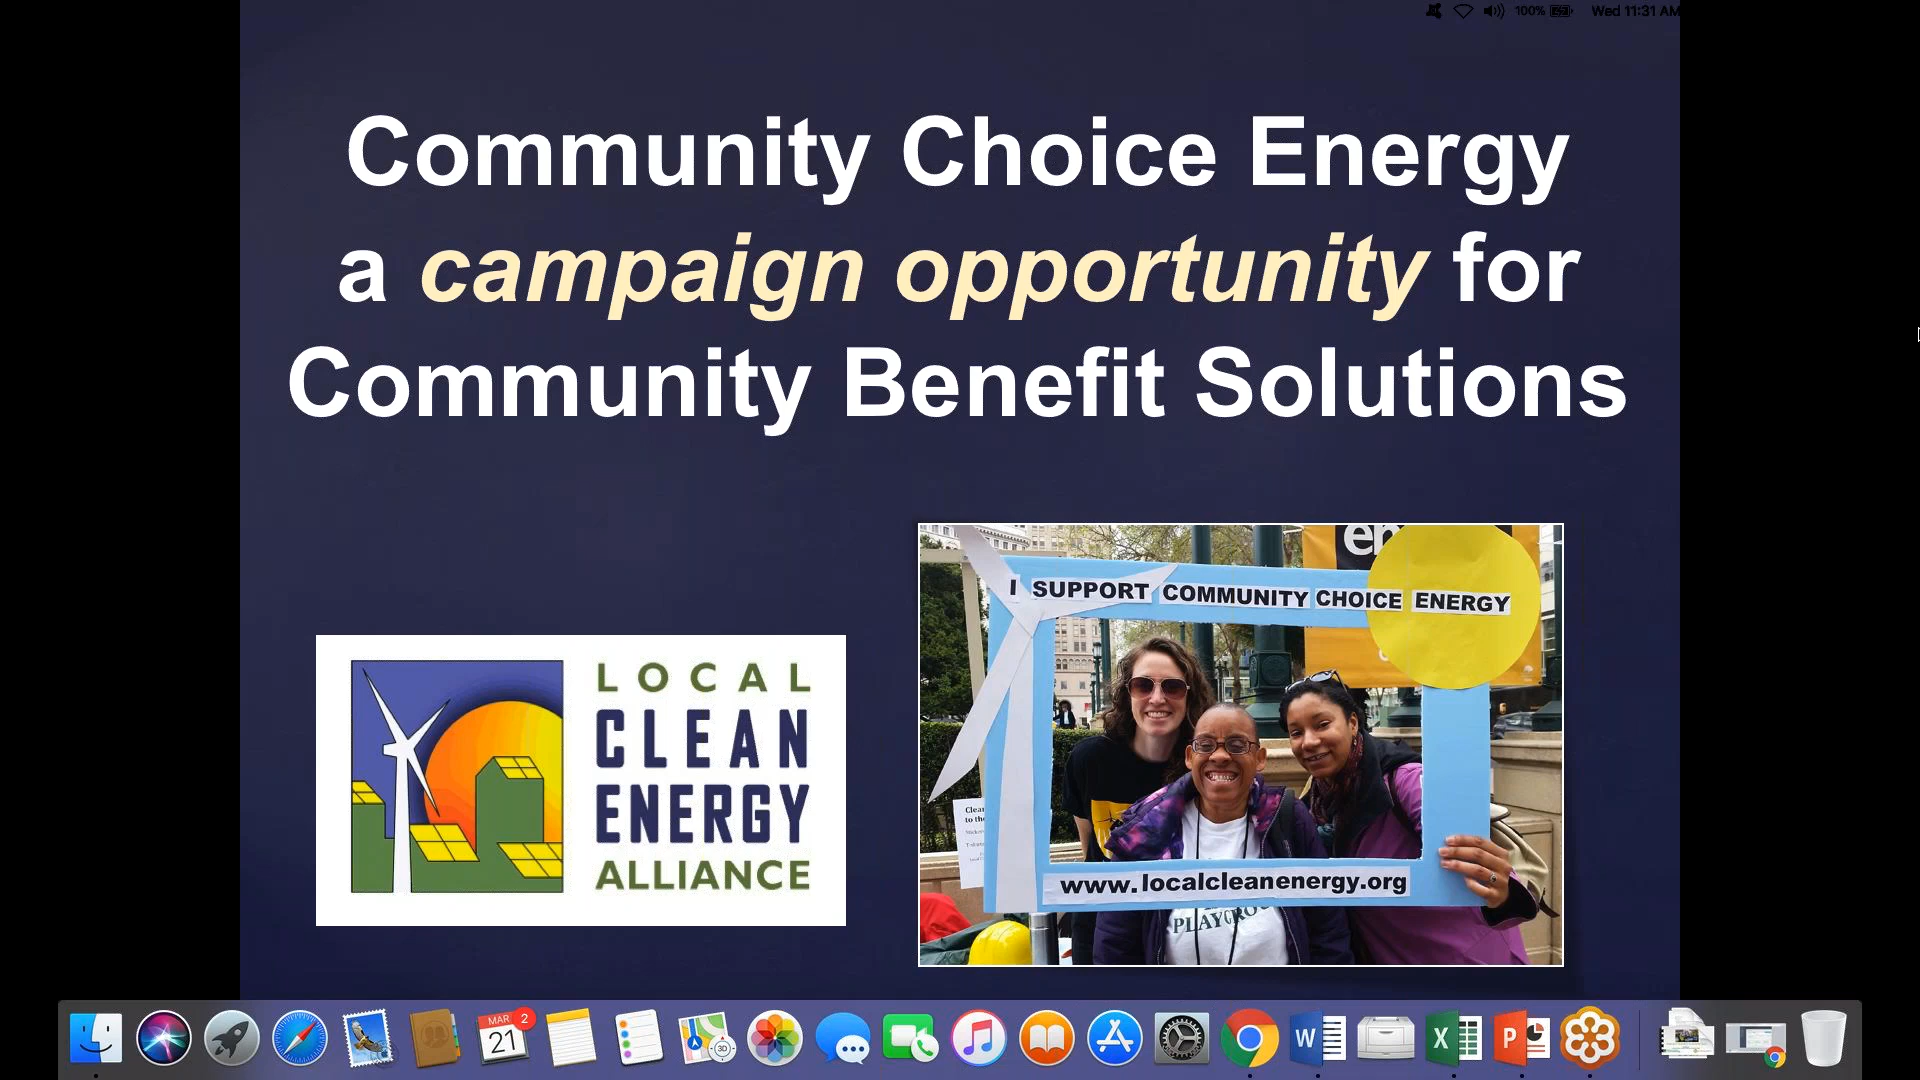 100% Wed 11:31 AM
Community Choice Energy
a campaign opportunity for
Community Benefit Solutions
I SUPPORT COMMUNITY CHOICE ENERGY
www.localcleanenergy.org
LOCAL
CLEAN
ENERGY
ALLIANCE
MAR 2
21
3D
W
X
P